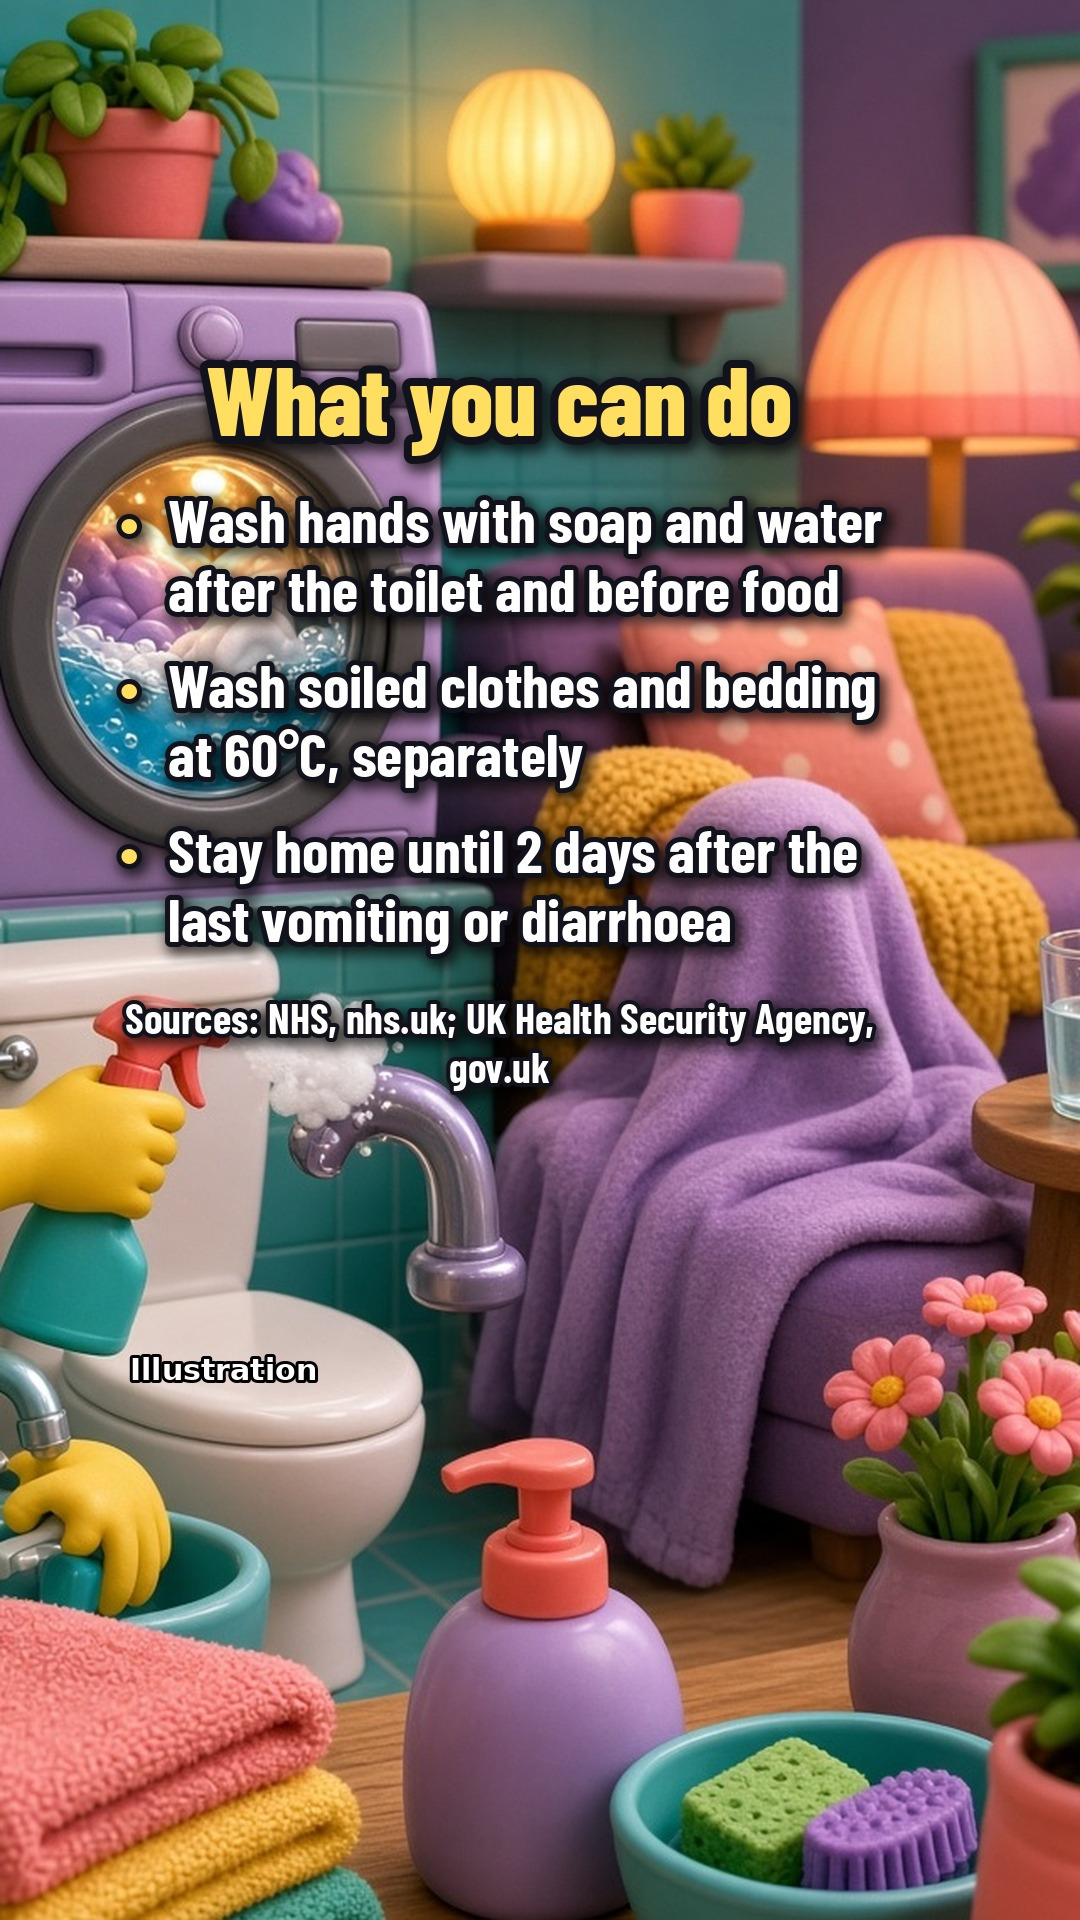 What you can do
• Wash hands with soap and water
after the toilet and before food
• Wash soiled clothes and bedding
at 60°C, separately
• Stay home until 2 days after the
last vomiting or diarrhoea
Sources: NHS, nhs.uk; UK Health Security Agency,
gov.uk
Illustration